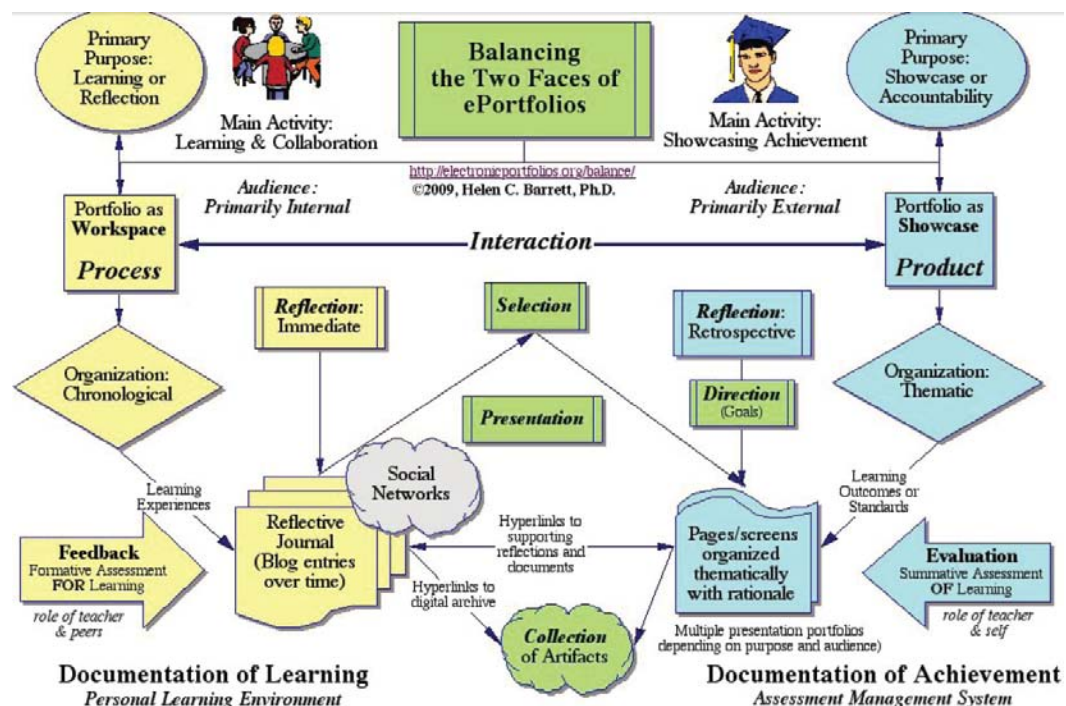 Primary
Purpose:
Learning or
Reflection
Main Activity:
Learning & Collaboration
Balancing
the Two Faces of
ePortfolios
Main Activity:
Showcasing Achievement
Primary
Purpose:
Showcase or
Accountability
http://electronicportfolios.org/balance/
©2009, Helen C. Barrett, Ph.D.
Audience:
Primarily Internal
Audience:
Primarily External
Portfolio as
Workspace
Process
Interaction
Portfolio as
Showcase
Product
Reflection:
Immediate
Selection
Reflection:
Retrospective
Organization:
Chronological
Presentation
Direction
(Goals)
Organization:
Thematic
Learning
Experiences
Social
Networks
Learning
Outcomes or
Standards
Feedback
Formative Assessment
FOR Learning
role of teacher
& peers
Reflective
Journal
(Blog entries
over time)
Hyperlinks to
supporting
reflections and
documents
Hyperlinks to
digital archive
Collection
of Artifacts
Pages/screens
organized
thematically
with rationale
Multiple presentation portfolios
depending on purpose and audience)
Evaluation
Summative Assessment
OF Learning
role of teacher
& self
Documentation of Learning
Personal Learning Environment
Documentation of Achievement
Assessment Management System